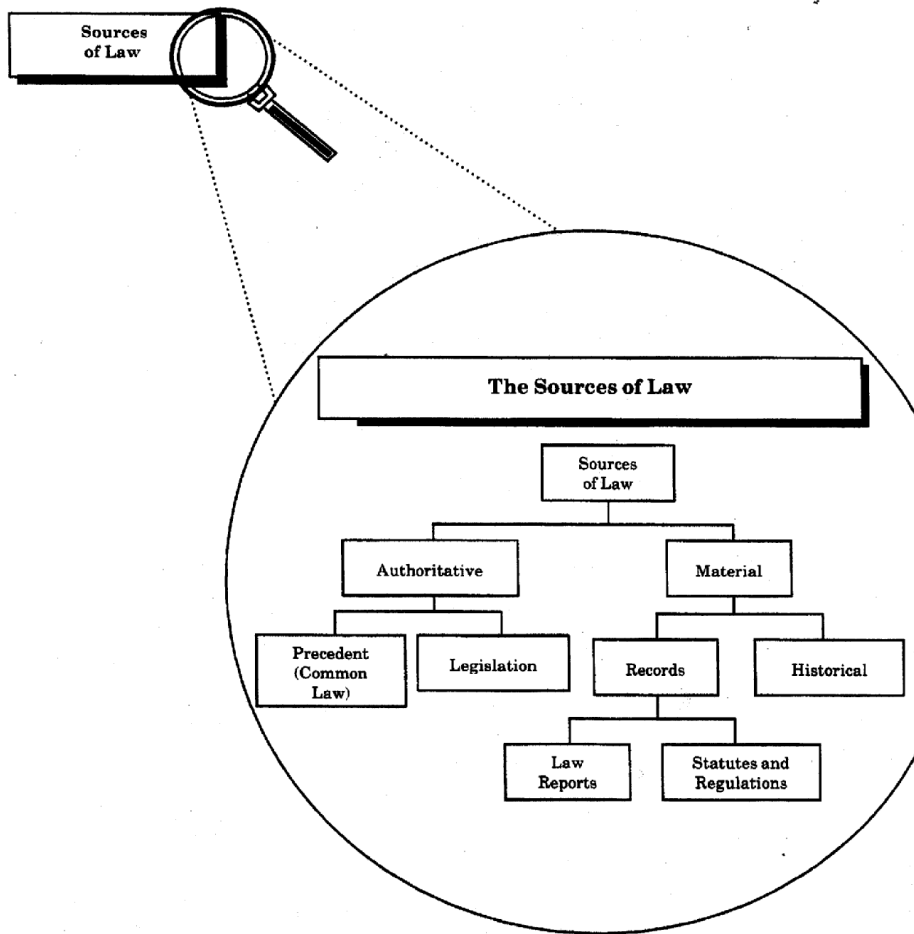 Sources
of Law
The Sources of Law
Sources
of Law
Authoritative
Material
Precedent
(Common
Law)
Legislation
Records
Historical
Law
Reports
Statutes and
Regulations